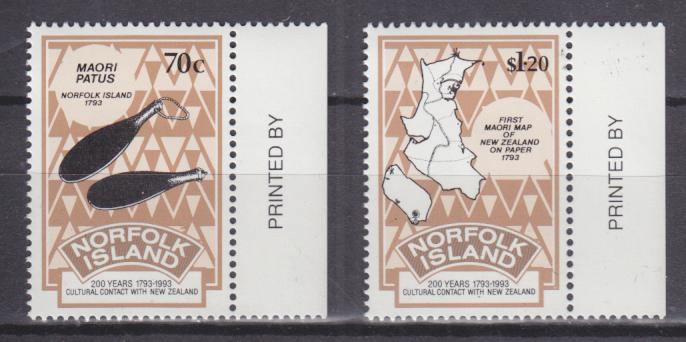 MAORI
PATUS
70c
NORFOLK ISLAND
1793
NORFOLK
ISLAND
200 YEARS 1793-1993
CULTURAL CONTACT WITH NEW ZEALAND
PRINTED BY
$1·20
FIRST
MAORI MAP
OF
NEW ZEALAND
ON PAPER
1793
NORFOLK
ISLAND
200 YEARS 1793-1993
CULTURAL CONTACT WITH NEW ZEALAND
PRINTED BY